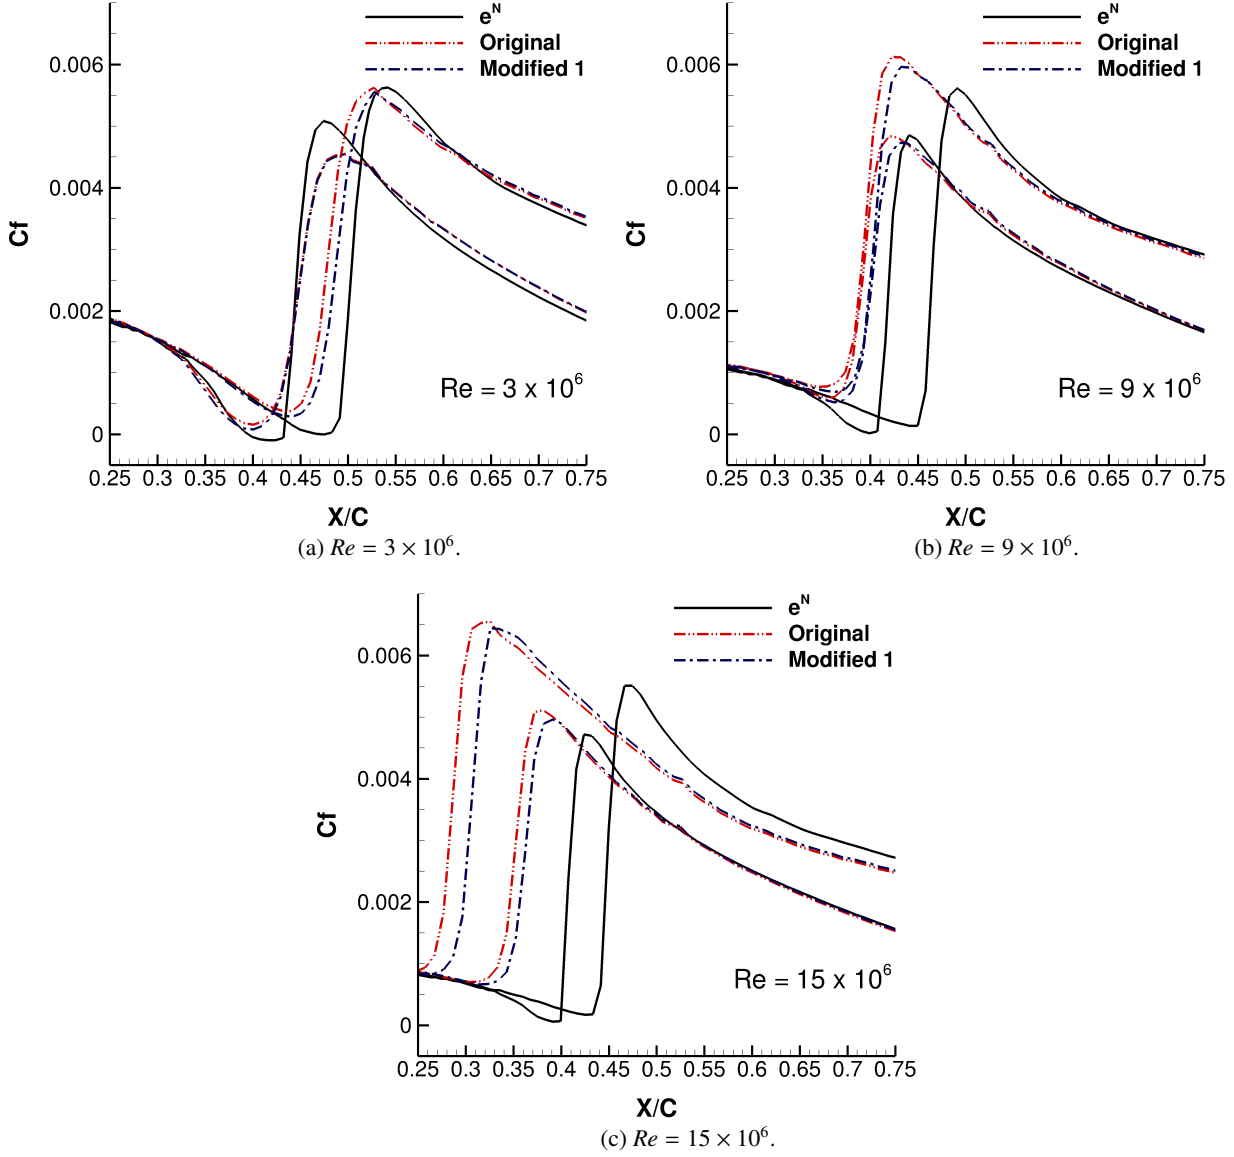 e^N
Original
Modified 1
0.006
0.004
0.002
0
Cf
Re = 3 x 10^6
0.25 0.3 0.35 0.4 0.45 0.5 0.55 0.6 0.65 0.7 0.75
X/C
(a) Re = 3 × 10^6.
e^N
Original
Modified 1
0.006
0.004
0.002
0
Cf
Re = 9 x 10^6
0.25 0.3 0.35 0.4 0.45 0.5 0.55 0.6 0.65 0.7 0.75
X/C
(b) Re = 9 × 10^6.
e^N
Original
Modified 1
0.006
0.004
0.002
0
Cf
Re = 15 x 10^6
0.25 0.3 0.35 0.4 0.45 0.5 0.55 0.6 0.65 0.7 0.75
X/C
(c) Re = 15 × 10^6.